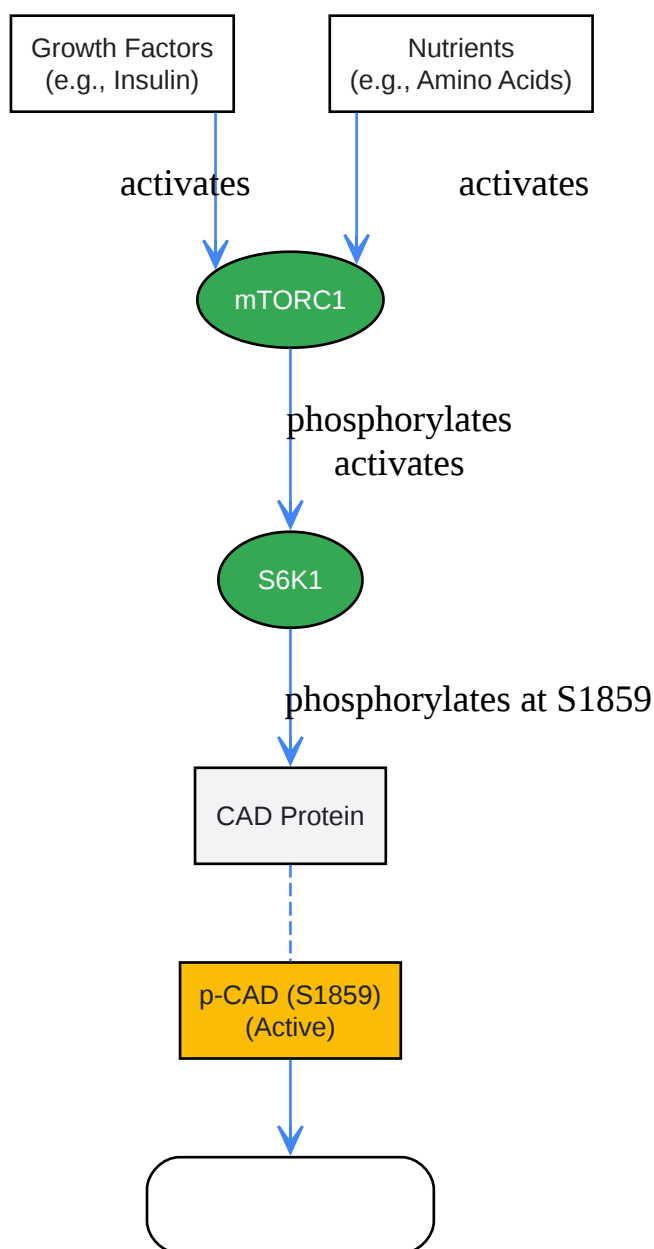 Growth Factors
(e.g., Insulin)
Nutrients
(e.g., Amino Acids)
activates
activates
mTORC1
phosphorylates
activates
S6K1
phosphorylates at S1859
CAD Protein
p-CAD (S1859)
(Active)